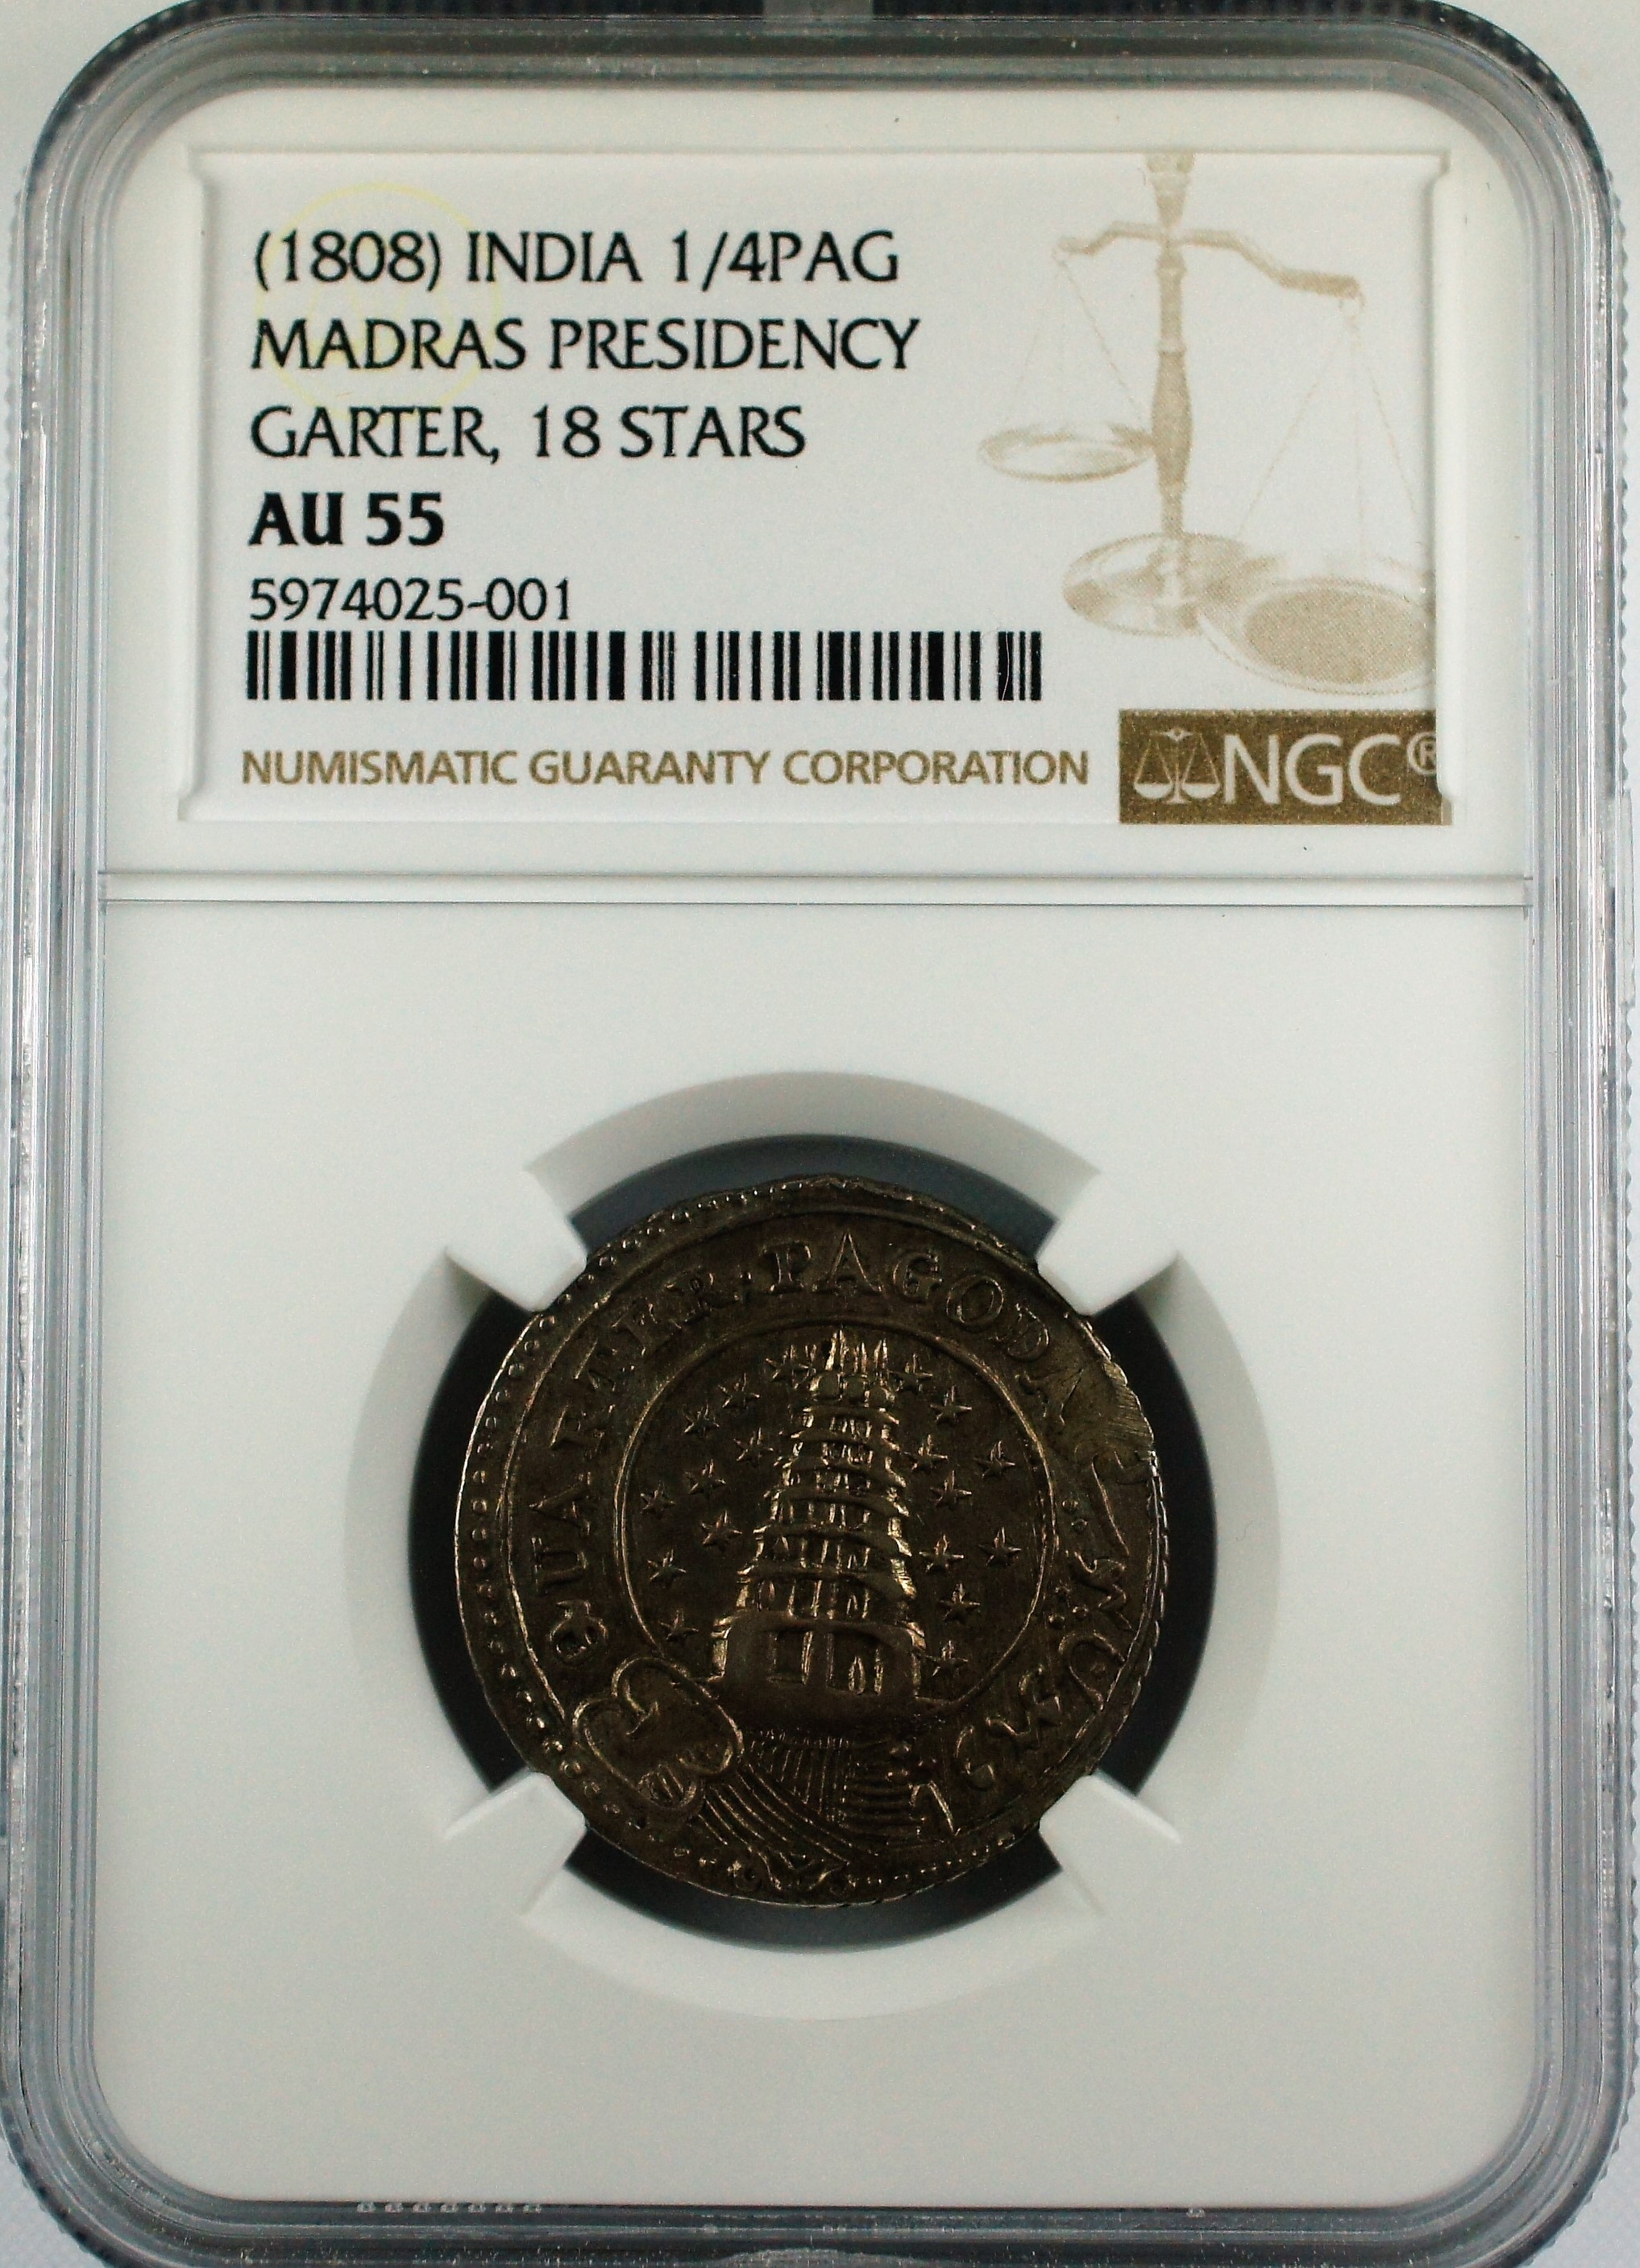 (1808) INDIA 1/4PAG
MADRAS PRESIDENCY
GARTER, 18 STARS
AU 55
5974025-001
NUMISMATIC GUARANTY CORPORATION
NGC®
QUARTER PAGODA